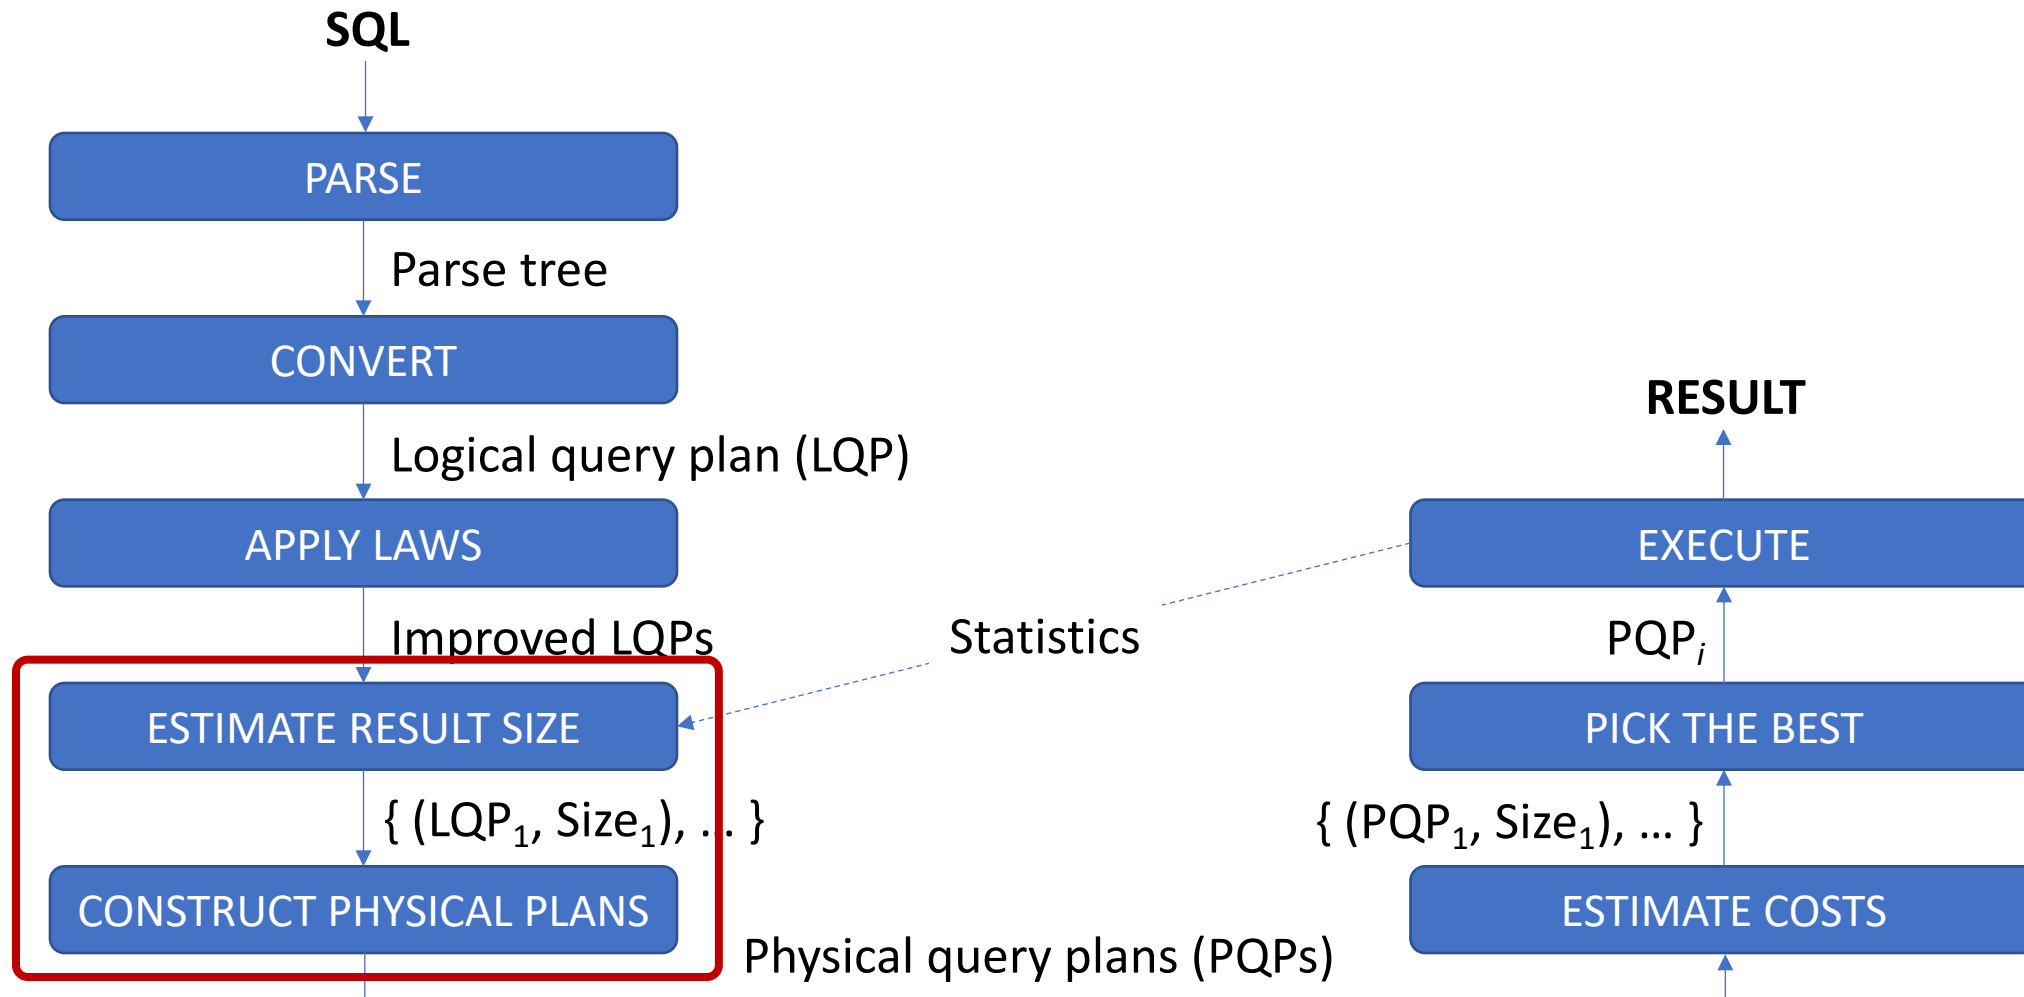 SQL
PARSE
Parse tree
CONVERT
Logical query plan (LQP)
APPLY LAWS
Improved LQPs
ESTIMATE RESULT SIZE
{ (LQP₁, Size₁), … }
CONSTRUCT PHYSICAL PLANS
Physical query plans (PQPs)
Statistics
RESULT
EXECUTE
PQPᵢ
PICK THE BEST
{ (PQP₁, Size₁), … }
ESTIMATE COSTS